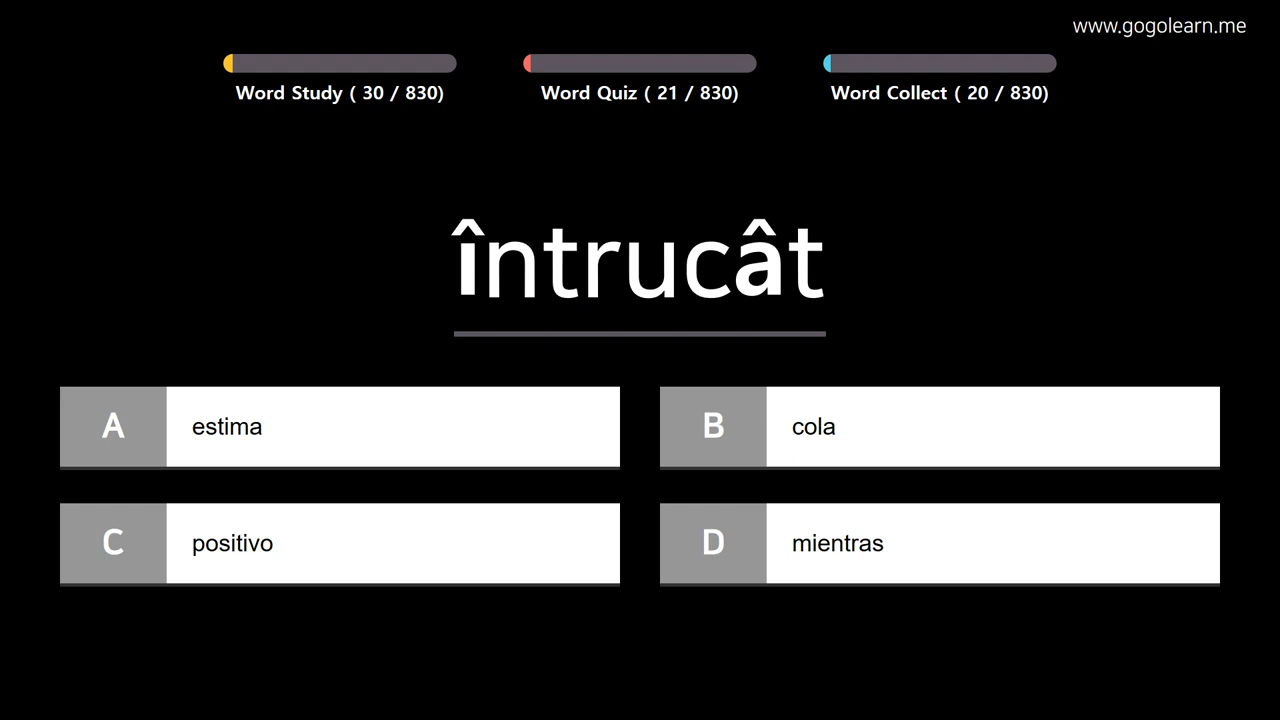 www.gogolearn.me
Word Study ( 30 / 830)
Word Quiz ( 21 / 830)
Word Collect ( 20 / 830)
întrucât
A estima
B cola
C positivo
D mientras